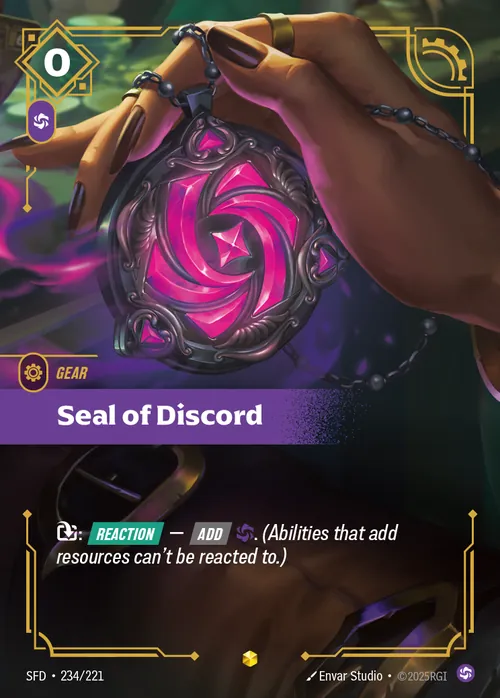 0
GEAR
Seal of Discord
: REACTION — ADD . (Abilities that add
resources can't be reacted to.)
SFD • 234/221
Envar Studio • ©2025RGI